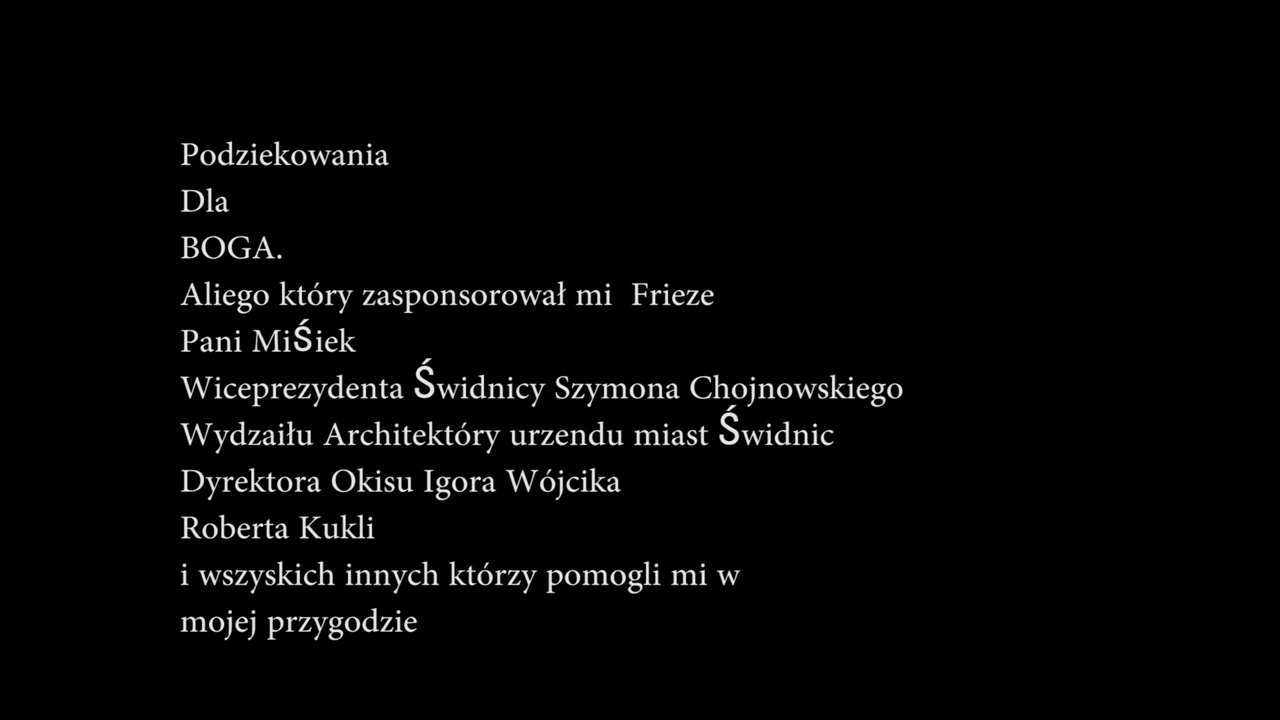 Podziekowania
Dla
BOGA.
Aliego który zasponsorował mi  Frieze
Pani Miśiek
Wiceprezydenta Świdnicy Szymona Chojnowskiego
Wydzaiłu Architektóry urzendu miast Świdnic
Dyrektora Okisu Igora Wójcika
Roberta Kukli
i wszyskich innych którzy pomogli mi w
mojej przygodzie